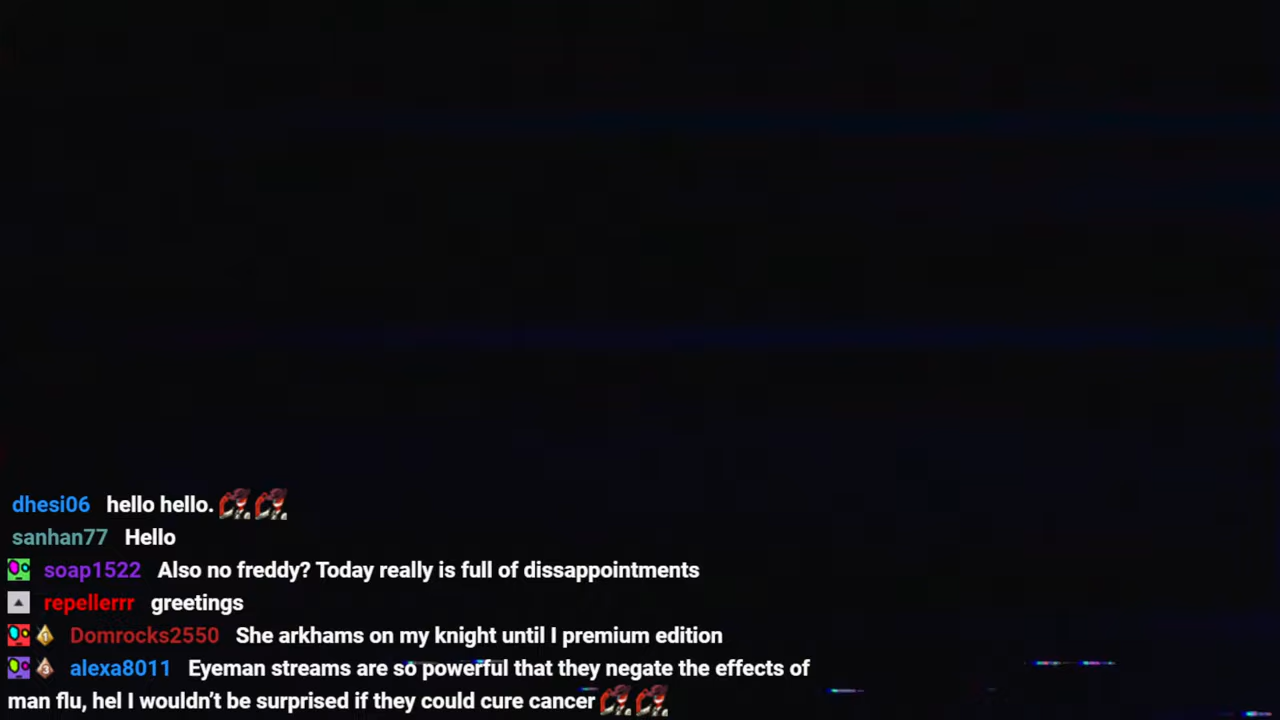 dhesi06 hello hello.
sanhan77 Hello
soap1522 Also no freddy? Today really is full of dissappointments
repellerrr greetings
Domrocks2550 She arkhams on my knight until I premium edition
alexa8011 Eyeman streams are so powerful that they negate the effects of
man flu, hel I wouldn't be surprised if they could cure cancer